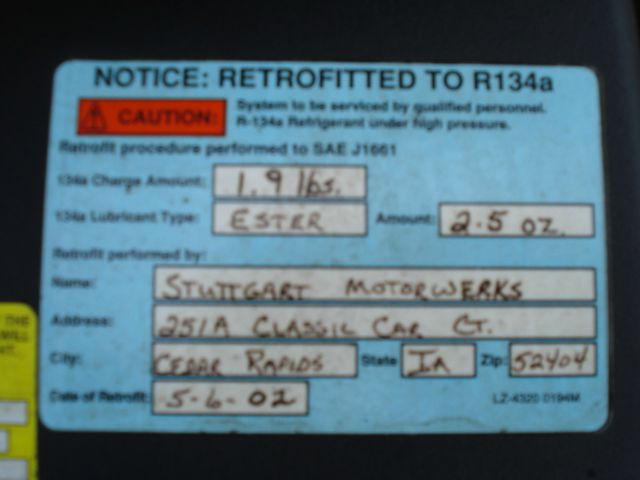 NOTICE: RETROFITTED TO R134a
CAUTION: System to be serviced by qualified personnel.
R-134a Refrigerant under high pressure.
Retrofit procedure performed to SAE J1661
134a Charge Amount: 1.9 lbs.
134a Lubricant Type: ESTER Amount: 2.5 oz.
Retrofit performed by:
Name: STUTTGART MOTORWERKS
Address: 251A CLASSIC CAR CT.
City: CEDAR RAPIDS State IA Zip: 52404
Date of Retrofit: 5-6-02 LZ-4320 0194M
THE
WILL